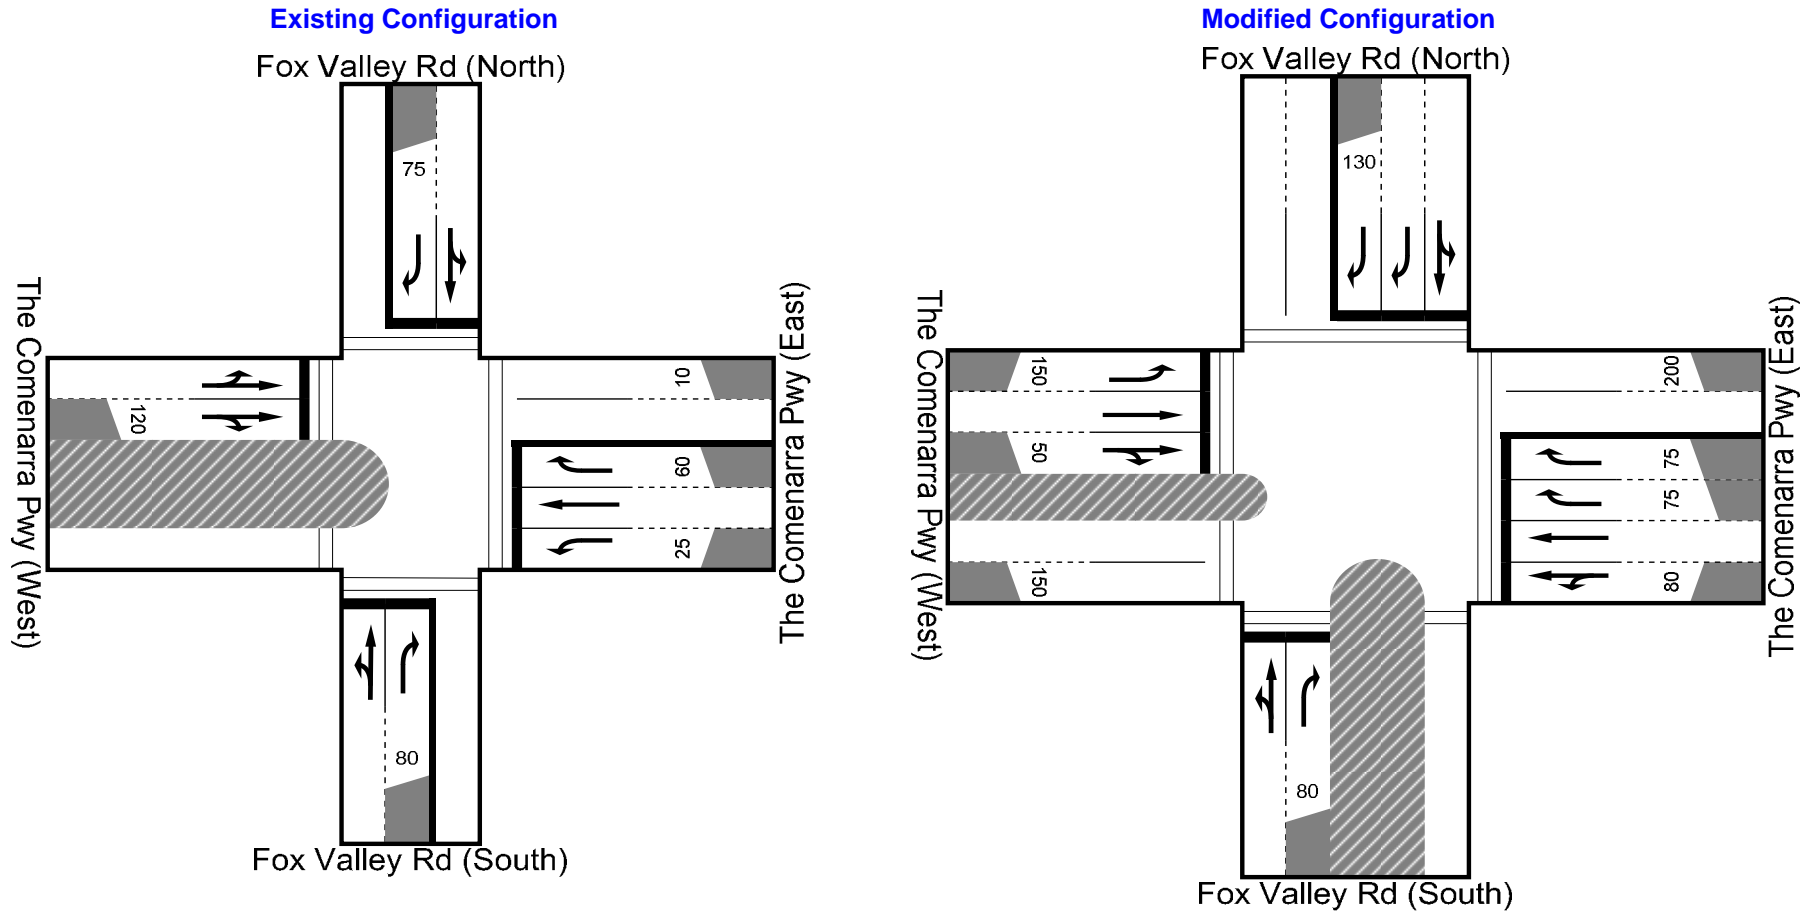 Existing Configuration
Fox Valley Rd (North)
75
The Comenarra Pwy (West)
120
10
60
25
The Comenarra Pwy (East)
80
Fox Valley Rd (South)
Modified Configuration
Fox Valley Rd (North)
130
The Comenarra Pwy (West)
150
50
150
200
75
75
80
The Comenarra Pwy (East)
80
Fox Valley Rd (South)